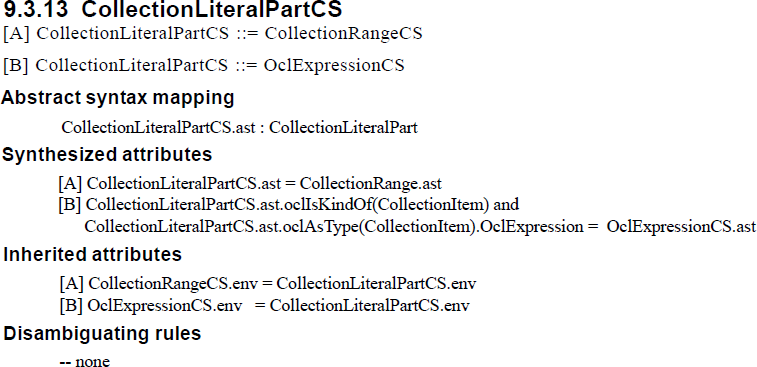 9.3.13 CollectionLiteralPartCS
[A] CollectionLiteralPartCS ::= CollectionRangeCS
[B] CollectionLiteralPartCS ::= OclExpressionCS
Abstract syntax mapping
CollectionLiteralPartCS.ast : CollectionLiteralPart
Synthesized attributes
[A] CollectionLiteralPartCS.ast = CollectionRange.ast
[B] CollectionLiteralPartCS.ast.oclIsKindOf(CollectionItem) and
CollectionLiteralPartCS.ast.oclAsType(CollectionItem).OclExpression = OclExpressionCS.ast
Inherited attributes
[A] CollectionRangeCS.env = CollectionLiteralPartCS.env
[B] OclExpressionCS.env = CollectionLiteralPartCS.env
Disambiguating rules
-- none